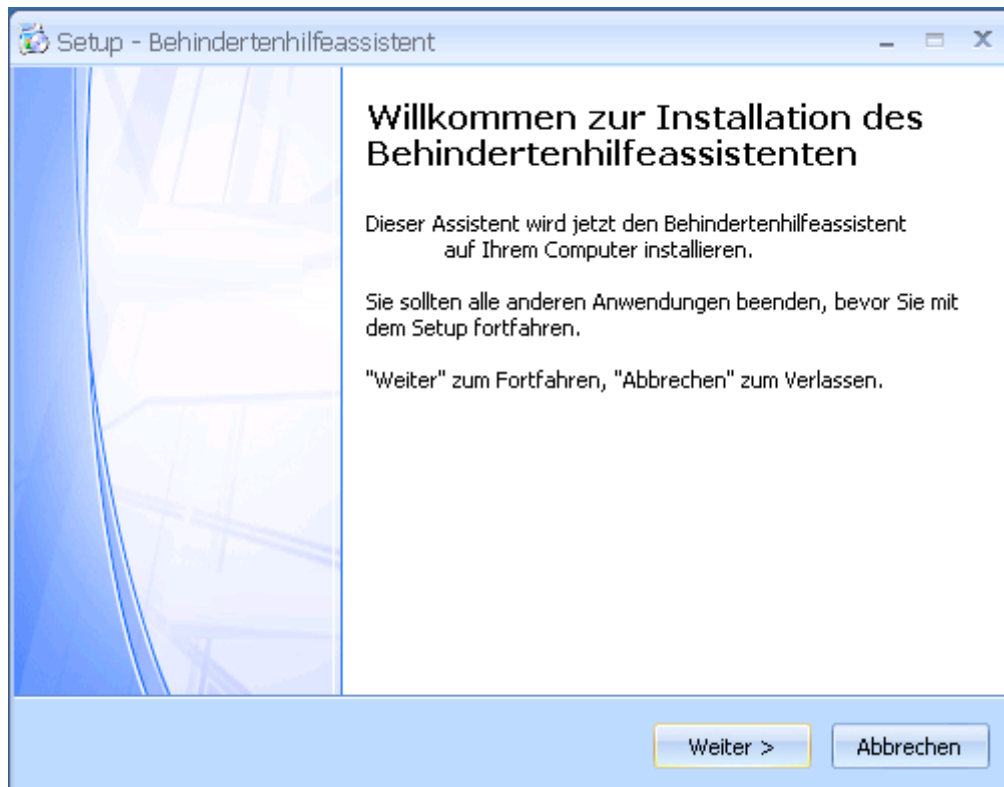 Setup - Behindertenhilfeassistent
Willkommen zur Installation des
Behindertenhilfeassistenten
Dieser Assistent wird jetzt den Behindertenhilfeassistent
auf Ihrem Computer installieren.
Sie sollten alle anderen Anwendungen beenden, bevor Sie mit
dem Setup fortfahren.
"Weiter" zum Fortfahren, "Abbrechen" zum Verlassen.
Weiter >
Abbrechen